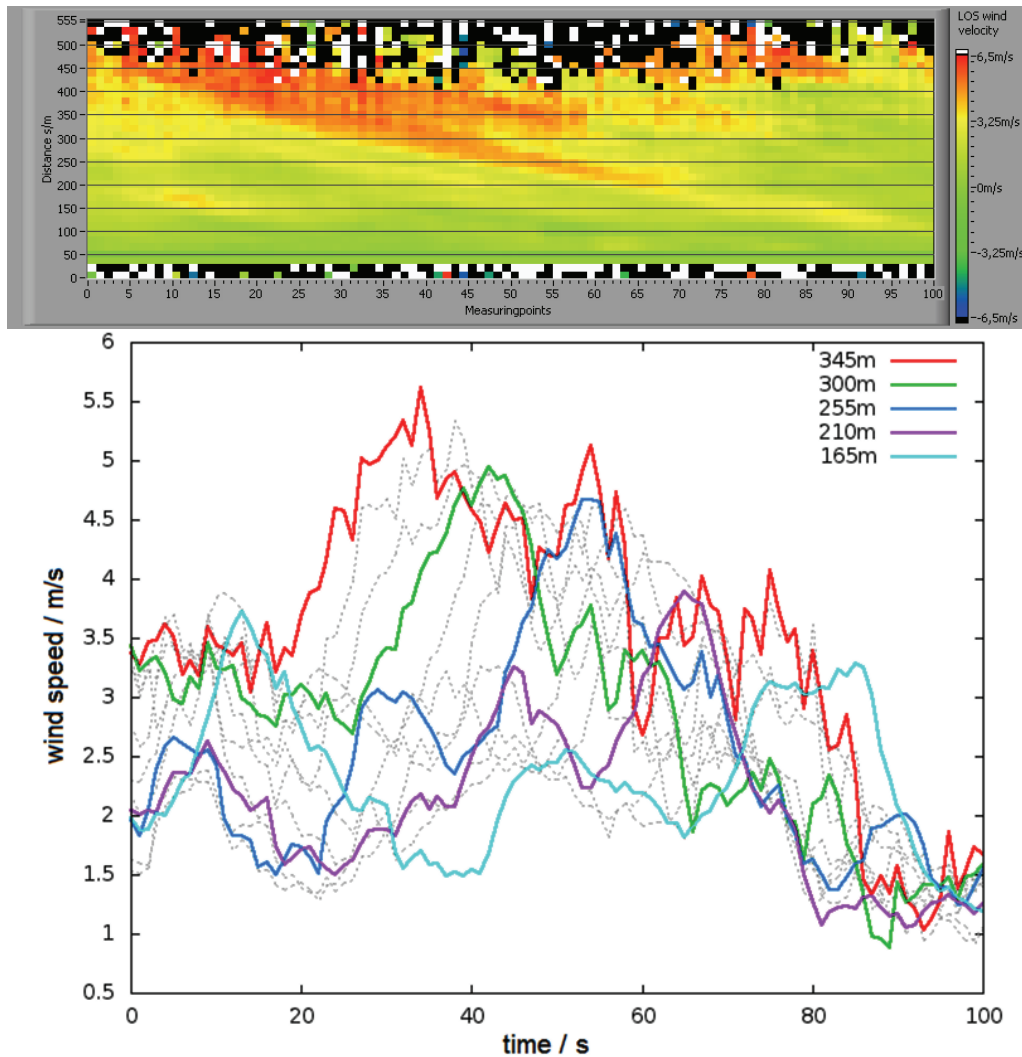 LOS wind
velocity
555
500
450
400
350
300
250
200
150
100
50
0
Distance s/m
0 5 10 15 20 25 30 35 40 45 50 55 60 65 70 75 80 85 90 95 100
Measuringpoints
-6,5m/s
-3,25m/s
-0m/s
-3,25m/s
-6,5m/s
6
5.5
5
4.5
4
3.5
3
2.5
2
1.5
1
0.5
wind speed / m/s
345m
300m
255m
210m
165m
0 20 40 60 80 100
time / s